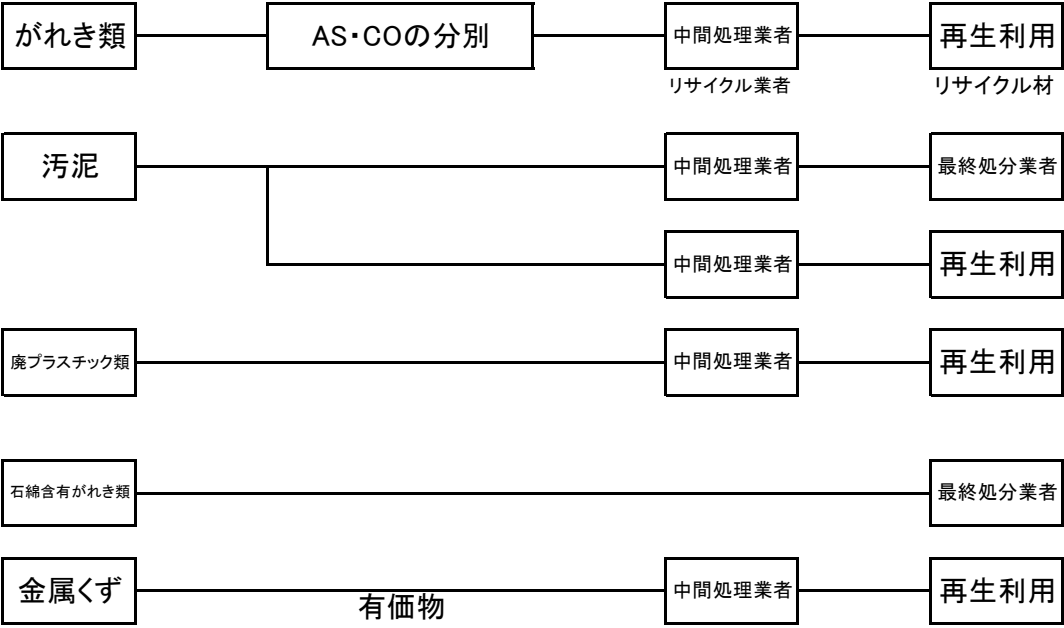 がれき類
AS・COの分別
中間処理業者
再生利用
リサイクル業者
リサイクル材
汚泥
中間処理業者
最終処分業者
中間処理業者
再生利用
廃プラスチック類
中間処理業者
再生利用
石綿含有がれき類
最終処分業者
金属くず
有価物
中間処理業者
再生利用